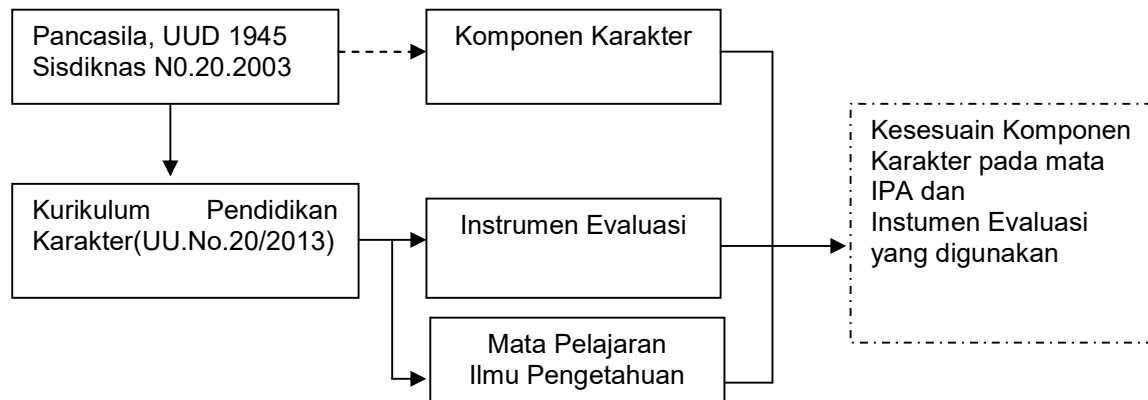 Pancasila, UUD 1945
Sisdiknas N0.20.2003
Komponen Karakter
Kesesuain Komponen
Karakter pada mata
IPA dan
Instumen Evaluasi
yang digunakan
Kurikulum Pendidikan
Karakter(UU.No.20/2013)
Instrumen Evaluasi
Mata Pelajaran
Ilmu Pengetahuan